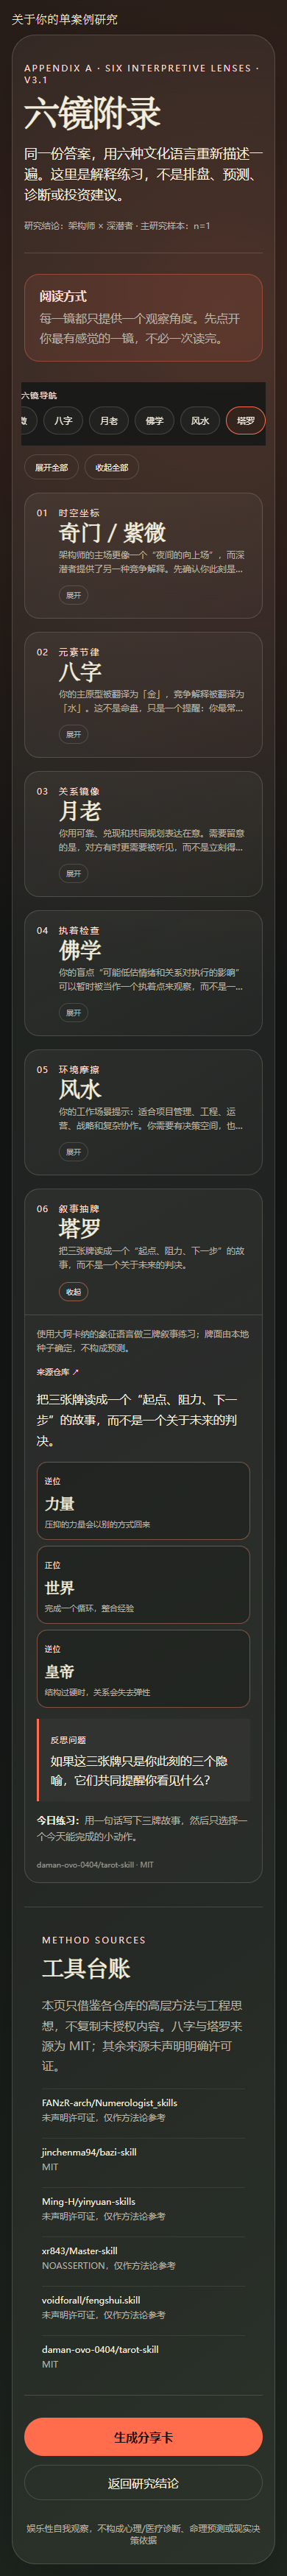 关于你的单案例研究
APPENDIX A · SIX INTERPRETIVE LENSES ·
V3.1
六镜附录
同一份答案，用六种文化语言重新描述一
遍。这里是解释练习，不是排盘、预测、
诊断或投资建议。
研究结论：架构师 × 深潜者 · 主研究样本：n=1
阅读方式
每一镜都只提供一个观察角度。先点开
你最有感觉的一镜，不必一次读完。
六镜导航
微
八字
月老
佛学
风水
塔罗
展开全部
收起全部
01 时空坐标
奇门 / 紫微
架构师的主场更像一个“夜间的向上场”，而深
潜者提供了另一种竞争解释。先确认你此刻是...
展开
02 元素节律
八字
你的主原型被翻译为「金」，竞争解释被翻译为
「水」。这不是命盘，只是一个提醒：你最常...
展开
03 关系镜像
月老
你用可靠、兑现和共同规划表达在意。需要留意
的是，对方有时更需要被听见，而不是立刻得...
展开
04 执着检查
佛学
你的盲点“可能低估情绪和关系对执行的影响”
可以暂时被当作一个执着点来观察，而不是一...
展开
05 环境摩擦
风水
你的工作场景提示：适合项目管理、工程、运
营、战略和复杂协作。你需要有决策空间，也...
展开
06 叙事抽牌
塔罗
把三张牌读成一个“起点、阻力、下一步”的故
事，而不是一个关于未来的判决。
收起
使用大阿卡纳的象征语言做三牌叙事练习；牌面由本地
种子确定，不构成预测。
来源仓库 ↗
把三张牌读成一个“起点、阻力、下一
步”的故事，而不是一个关于未来的判
决。
逆位
力量
压抑的力量会以别的方式回来
正位
世界
完成一个循环，整合经验
逆位
皇帝
结构过硬时，关系会失去弹性
反思问题
如果这三张牌只是你此刻的三个隐
喻，它们共同提醒你看见什么？
今日练习：用一句话写下三牌故事，然后只选择一
个今天能完成的小动作。
daman-ovo-0404/tarot-skill · MIT
METHOD SOURCES
工具台账
本页只借鉴各仓库的高层方法与工程思
想，不复制未授权内容。八字与塔罗来
源为 MIT；其余来源未声明明确许可
证。
FANzR-arch/Numerologist_skills
未声明许可证，仅作方法论参考
jinchenma94/bazi-skill
MIT
Ming-H/yinyuan-skills
未声明许可证，仅作方法论参考
xr843/Master-skill
NOASSERTION，仅作方法论参考
voidforall/fengshui.skill
未声明许可证，仅作方法论参考
daman-ovo-0404/tarot-skill
MIT
生成分享卡
返回研究结论
娱乐性自我观察，不构成心理/医疗诊断、命理预测或现实决
策依据